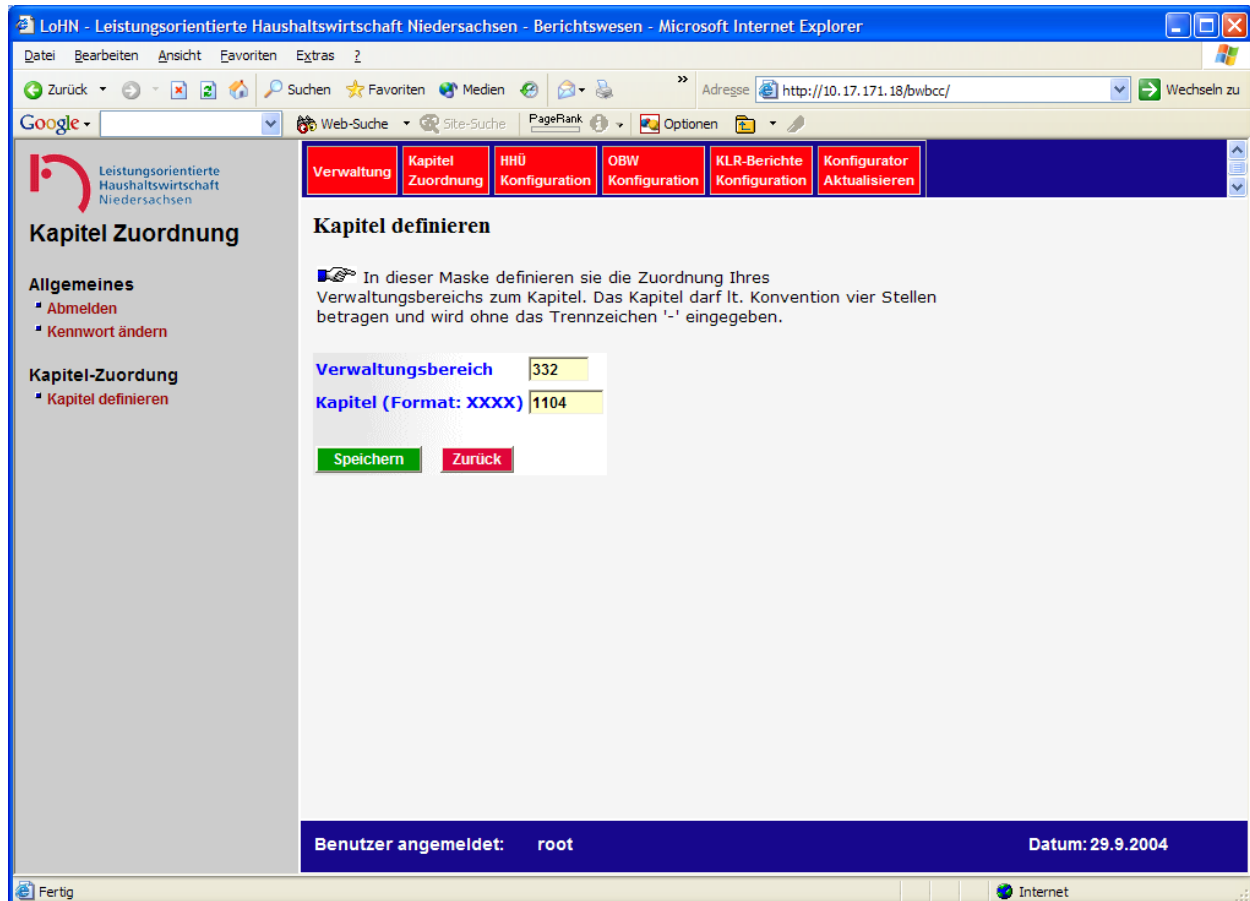 LoHN - Leistungsorientierte Haushaltswirtschaft Niedersachsen - Berichtswesen - Microsoft Internet Explorer
Datei Bearbeiten Ansicht Favoriten Extras ?
Zurück Suchen Favoriten Medien » Adresse http://10.17.171.18/bwbcc/ Wechseln zu
Google Web-Suche Site-Suche PageRank Optionen
Leistungsorientierte
Haushaltswirtschaft
Niedersachsen
Kapitel Zuordnung
Allgemeines
Abmelden
Kennwort ändern
Kapitel-Zuordung
Kapitel definieren
Verwaltung
Kapitel
Zuordnung
HHÜ
Konfiguration
OBW
Konfiguration
KLR-Berichte
Konfiguration
Konfigurator
Aktualisieren
Kapitel definieren
In dieser Maske definieren sie die Zuordnung Ihres
Verwaltungsbereichs zum Kapitel. Das Kapitel darf lt. Konvention vier Stellen
betragen und wird ohne das Trennzeichen '-' eingegeben.
Verwaltungsbereich 332
Kapitel (Format: XXXX) 1104
Speichern Zurück
Benutzer angemeldet: root Datum: 29.9.2004
Fertig Internet